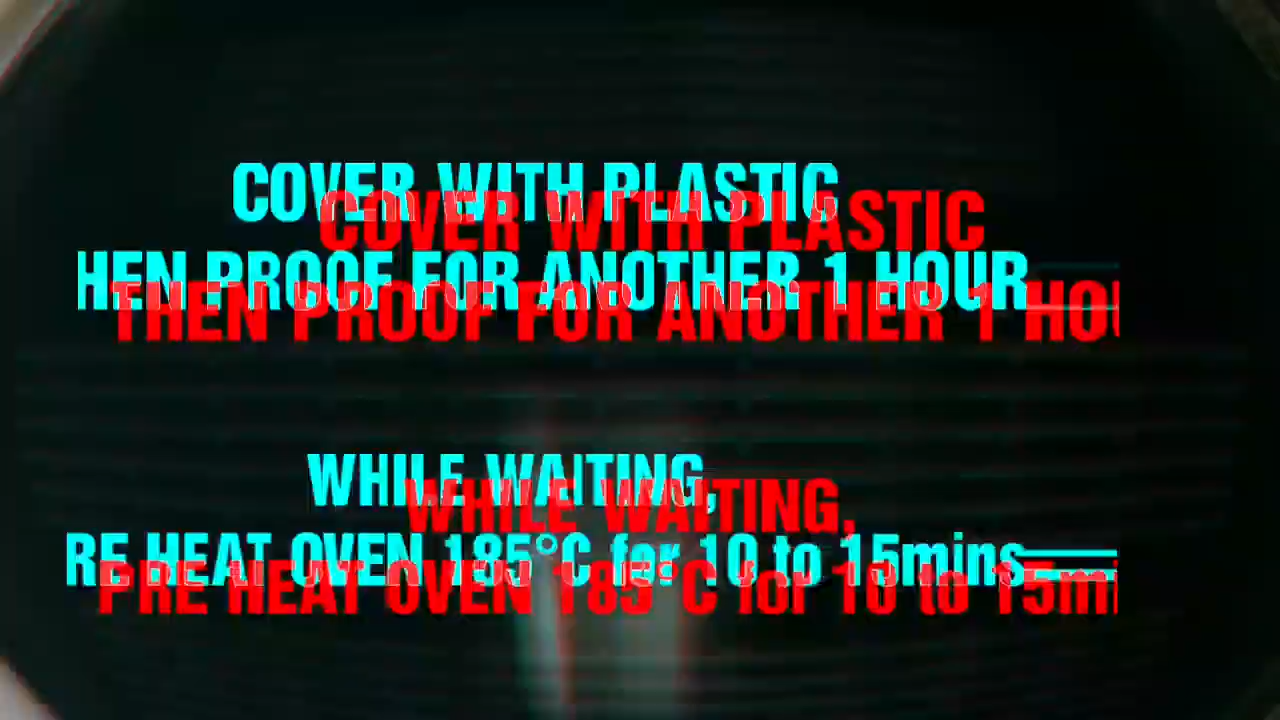 COVER WITH PLASTIC
THEN PROOF FOR ANOTHER 1 HOUR
WHILE WAITING,
PRE HEAT OVEN 185°C for 10 to 15mins